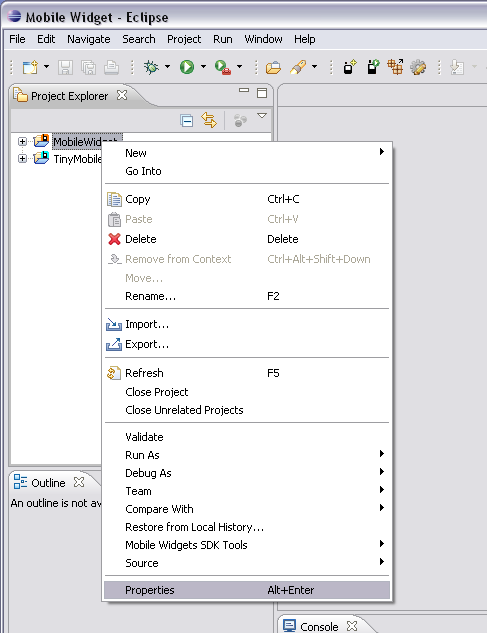 Mobile Widget - Eclipse
File Edit Navigate Search Project Run Window Help
Project Explorer
MobileWidget
TinyMobile
New
Go Into
Copy Ctrl+C
Paste Ctrl+V
Delete Delete
Remove from Context Ctrl+Alt+Shift+Down
Move...
Rename... F2
Import...
Export...
Refresh F5
Close Project
Close Unrelated Projects
Validate
Run As
Debug As
Team
Compare With
Restore from Local History...
Mobile Widgets SDK Tools
Source
Properties Alt+Enter
Outline
An outline is not av
Console